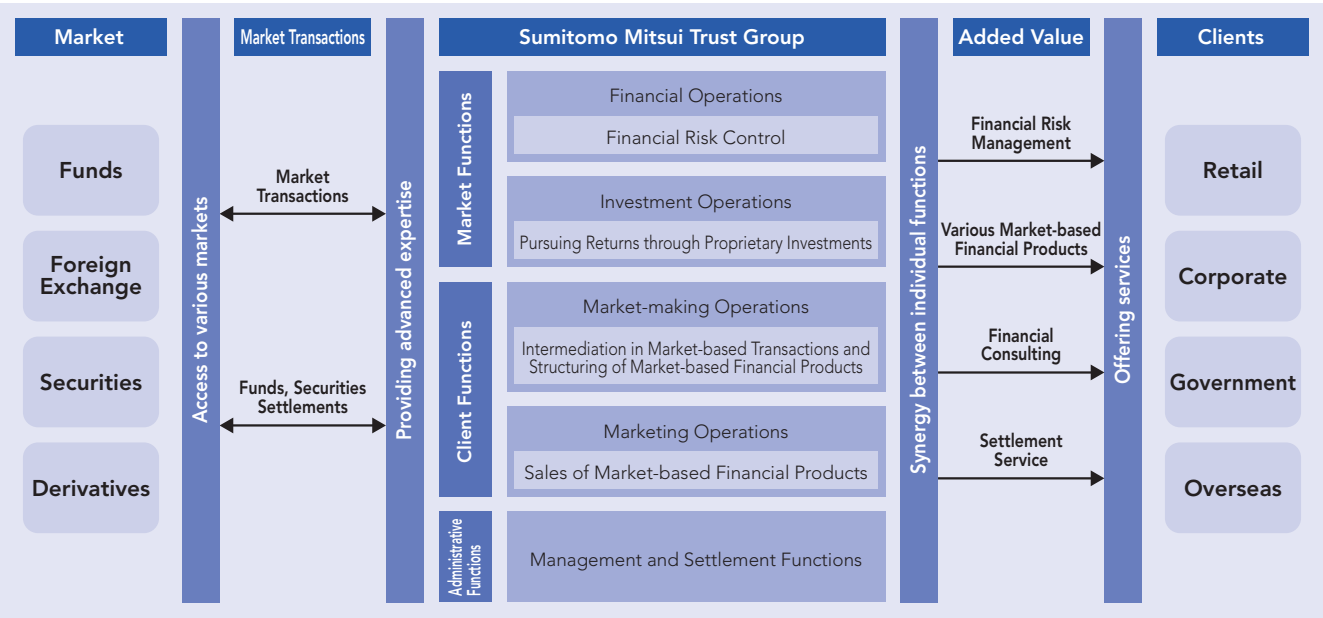 Market
Funds
Foreign
Exchange
Securities
Derivatives
Access to various markets
Market Transactions
Market
Transactions
Funds, Securities
Settlements
Providing advanced expertise
Sumitomo Mitsui Trust Group
Market Functions
Financial Operations
Financial Risk Control
Investment Operations
Pursuing Returns through Proprietary Investments
Client Functions
Market-making Operations
Intermediation in Market-based Transactions and
Structuring of Market-based Financial Products
Marketing Operations
Sales of Market-based Financial Products
Administrative
Functions
Management and Settlement Functions
Synergy between individual functions
Added Value
Financial Risk
Management
Various Market-based
Financial Products
Financial
Consulting
Settlement
Service
Offering services
Clients
Retail
Corporate
Government
Overseas